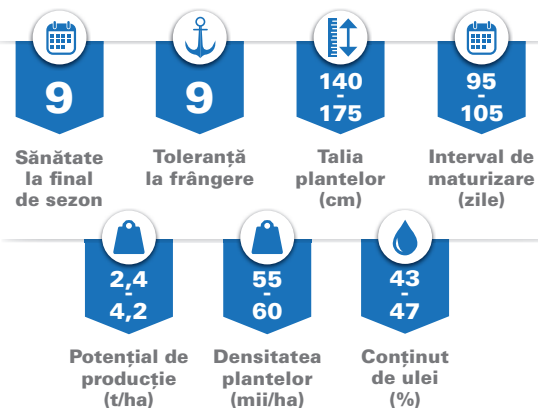 9
9
140
-
175
95
-
105
Sănătate
la final
de sezon
Toleranță
la frângere
Talia
plantelor
(cm)
Interval de
maturizare
(zile)
2,4
-
4,2
55
-
60
43
-
47
Potențial de
producție
(t/ha)
Densitatea
plantelor
(mii/ha)
Conținut
de ulei
(%)